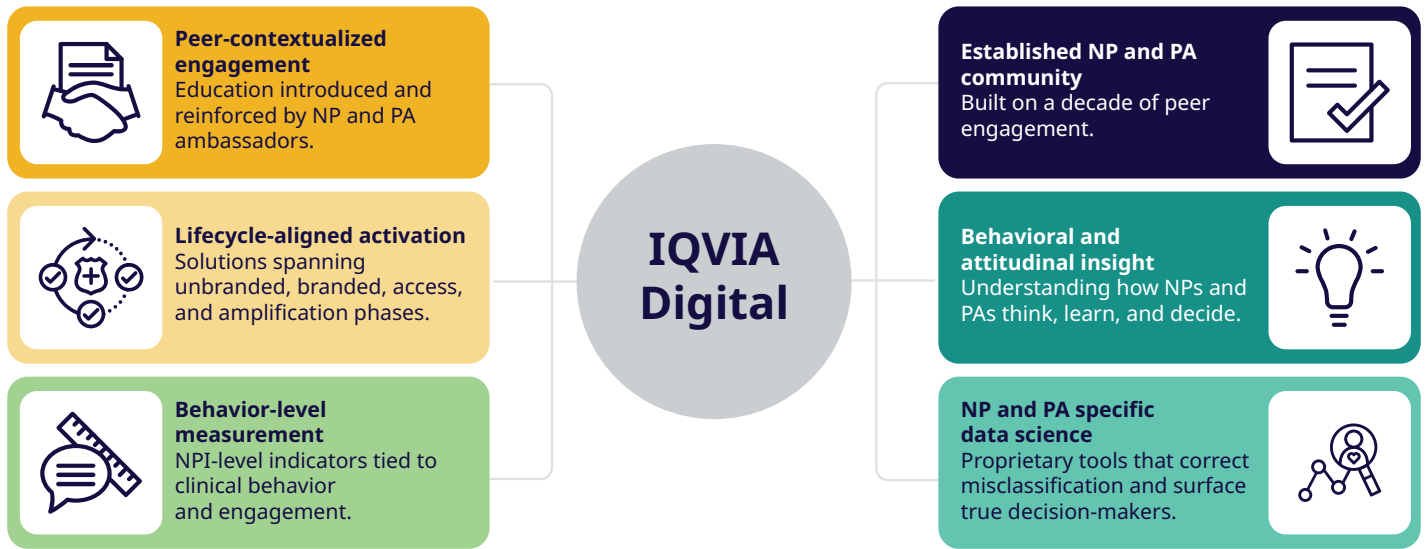 Peer-contextualized
engagement
Education introduced and
reinforced by NP and PA
ambassadors.
Lifecycle-aligned activation
Solutions spanning
unbranded, branded, access,
and amplification phases.
Behavior-level
measurement
NPI-level indicators tied to
clinical behavior
and engagement.
IQVIA
Digital
Established NP and PA
community
Built on a decade of peer
engagement.
Behavioral and
attitudinal insight
Understanding how NPs and
PAs think, learn, and decide.
NP and PA specific
data science
Proprietary tools that correct
misclassification and surface
true decision-makers.